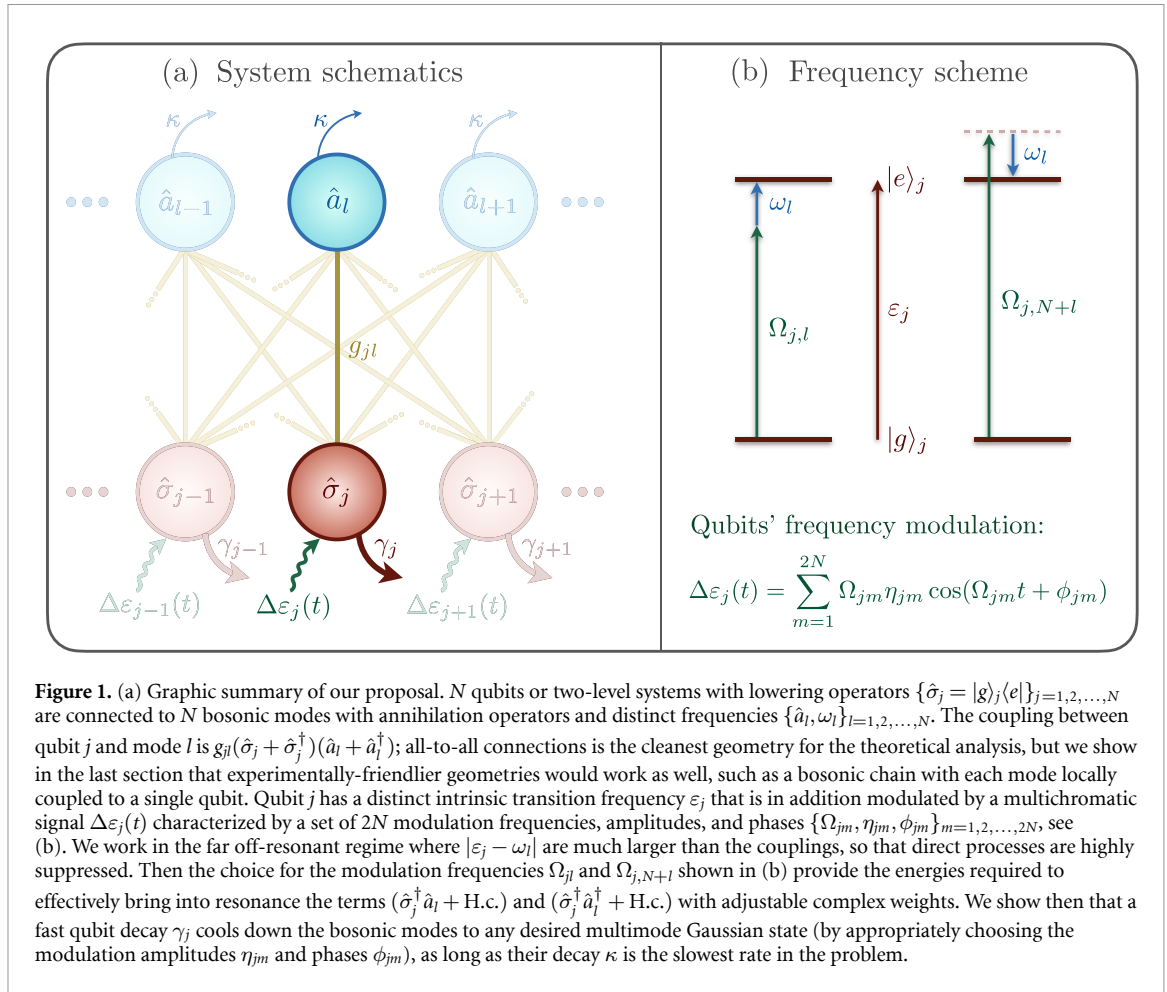 (a) System schematics
κ κ κ
••• â_{l−1} â_l â_{l+1} •••
g_{jl}
••• σ̂_{j−1} σ̂_j σ̂_{j+1} •••
γ_{j−1} γ_j γ_{j+1}
Δε_{j−1}(t) Δε_j(t) Δε_{j+1}(t)
(b) Frequency scheme
ω_l |e⟩_j ω_l
Ω_{j,l} ε_j Ω_{j,N+l}
|g⟩_j
Qubits' frequency modulation:
Δε_j(t) = ∑_{m=1}^{2N} Ω_{jm} η_{jm} cos(Ω_{jm}t + ϕ_{jm})
Figure 1. (a) Graphic summary of our proposal. N qubits or two-level systems with lowering operators {σ̂_j = |g⟩_j⟨e|}_{j=1,2,…,N}
are connected to N bosonic modes with annihilation operators and distinct frequencies {â_l, ω_l}_{l=1,2,…,N}. The coupling between
qubit j and mode l is g_{jl}(σ̂_j + σ̂_j^†)(â_l + â_l^†); all-to-all connections is the cleanest geometry for the theoretical analysis, but we show
in the last section that experimentally-friendlier geometries would work as well, such as a bosonic chain with each mode locally
coupled to a single qubit. Qubit j has a distinct intrinsic transition frequency ε_j that is in addition modulated by a multichromatic
signal Δε_j(t) characterized by a set of 2N modulation frequencies, amplitudes, and phases {Ω_{jm}, η_{jm}, ϕ_{jm}}_{m=1,2,…,2N}, see
(b). We work in the far off-resonant regime where |ε_j − ω_l| are much larger than the couplings, so that direct processes are highly
suppressed. Then the choice for the modulation frequencies Ω_{jl} and Ω_{j,N+l} shown in (b) provide the energies required to
effectively bring into resonance the terms (σ̂_j^† â_l + H.c.) and (σ̂_j^† â_l^† + H.c.) with adjustable complex weights. We show then that a
fast qubit decay γ_j cools down the bosonic modes to any desired multimode Gaussian state (by appropriately choosing the
modulation amplitudes η_{jm} and phases ϕ_{jm}), as long as their decay κ is the slowest rate in the problem.